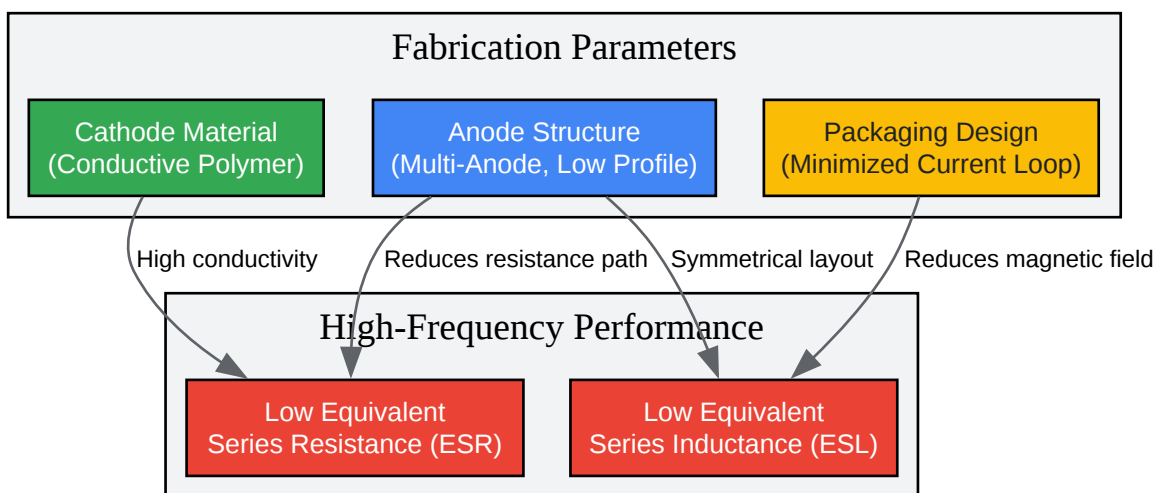 Fabrication Parameters
Cathode Material
(Conductive Polymer)
Anode Structure
(Multi-Anode, Low Profile)
Packaging Design
(Minimized Current Loop)
High conductivity
Reduces resistance path
Symmetrical layout
Reduces magnetic field
High-Frequency Performance
Low Equivalent
Series Resistance (ESR)
Low Equivalent
Series Inductance (ESL)